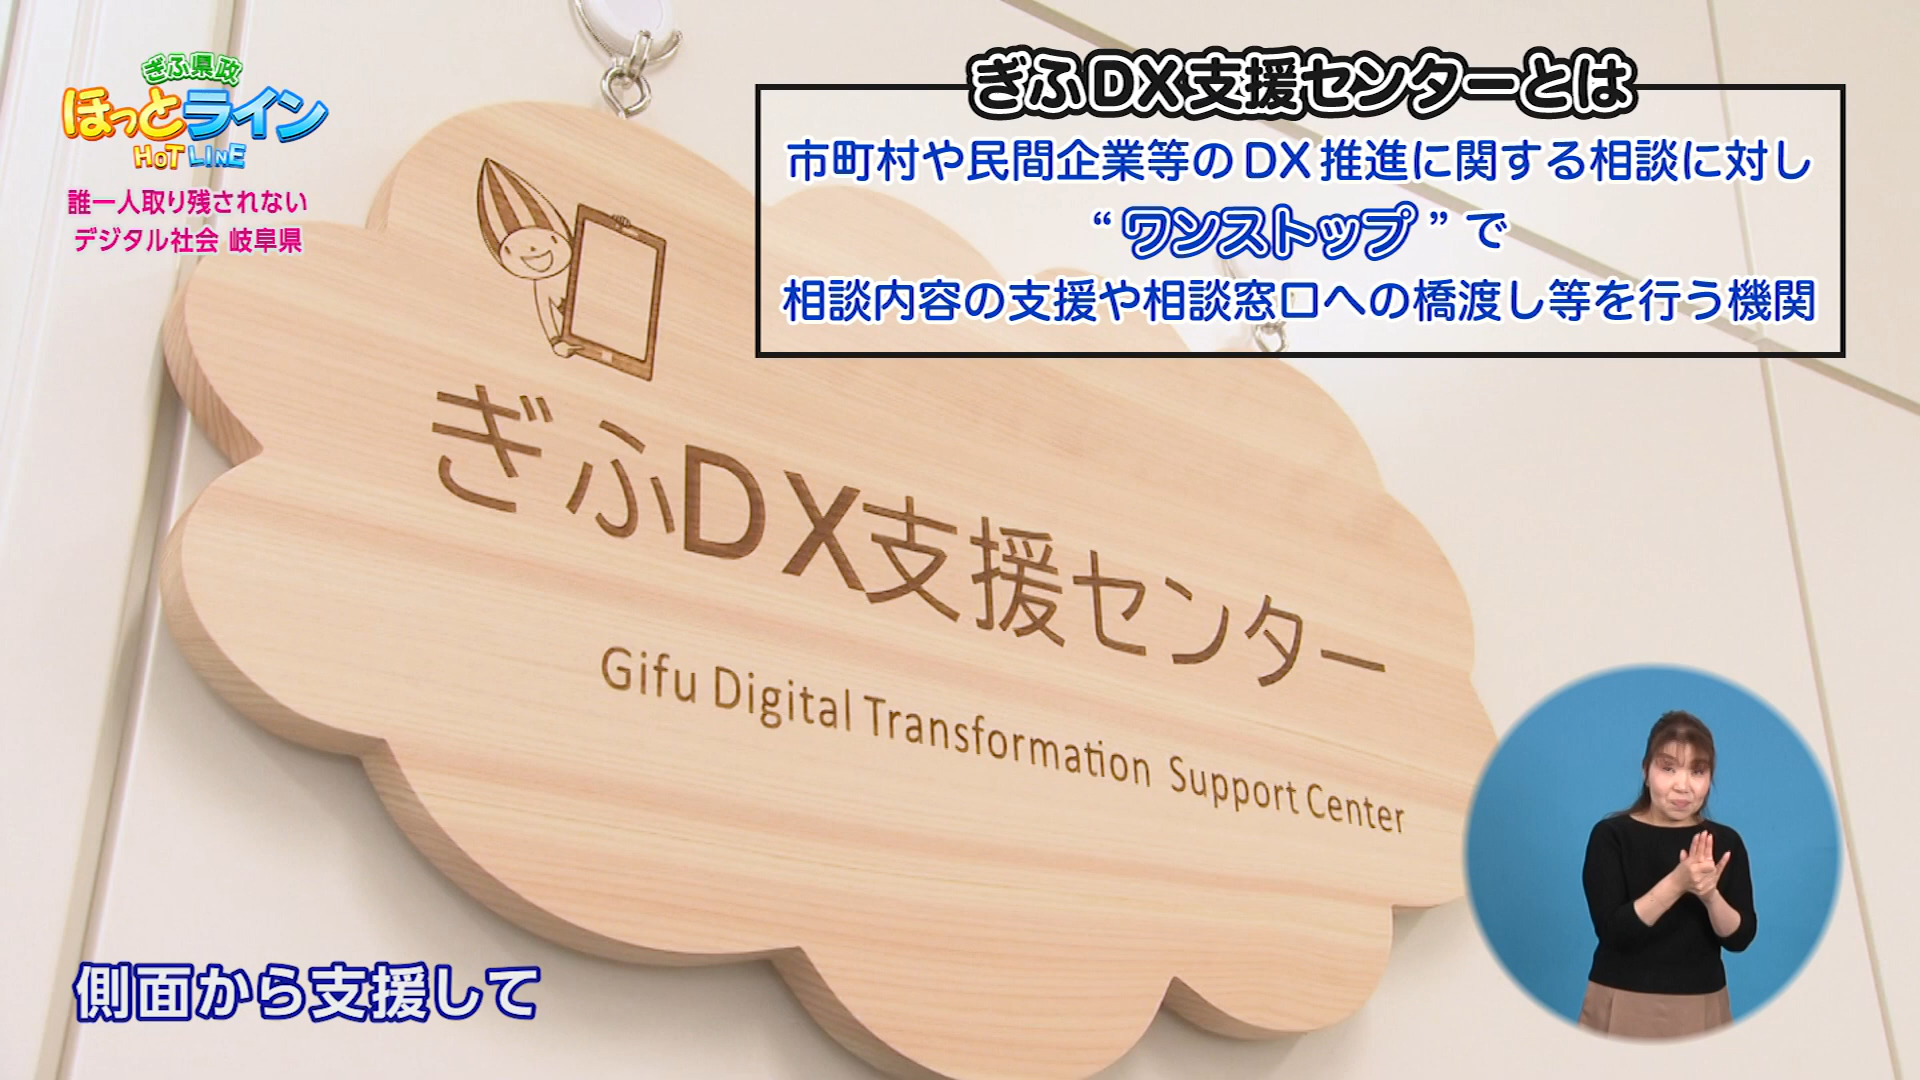 ぎふ県政
ほっとライン
HOT LINE
誰一人取り残されない
デジタル社会 岐阜県
ぎふDX支援センターとは
市町村や民間企業等のDX推進に関する相談に対し
“ワンストップ”で
相談内容の支援や相談窓口への橋渡し等を行う機関
ぎふDX支援センター
Gifu Digital Transformation Support Center
側面から支援して